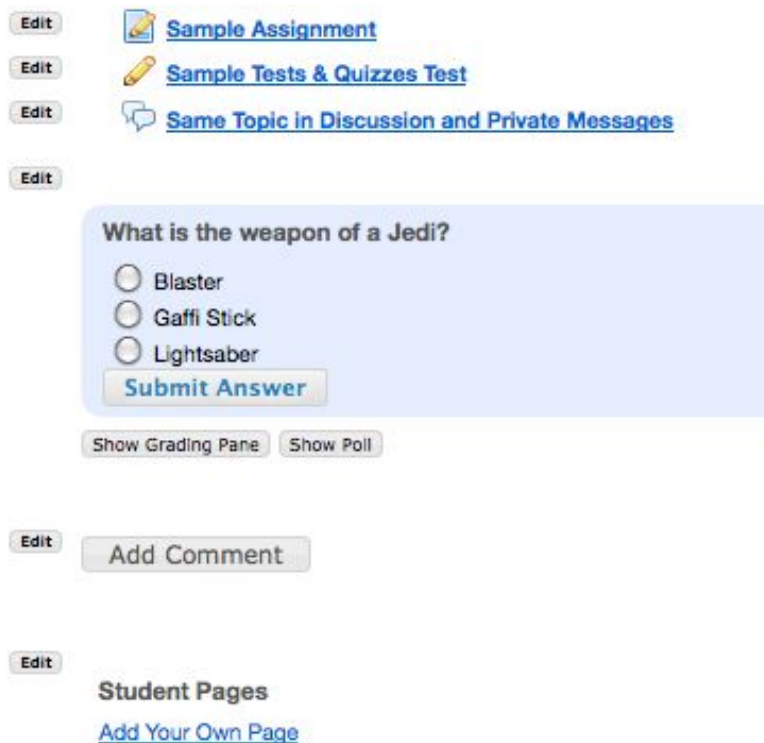 Edit Sample Assignment
Edit Sample Tests & Quizzes Test
Edit Same Topic in Discussion and Private Messages
Edit
What is the weapon of a Jedi?
Blaster
Gaffi Stick
Lightsaber
Submit Answer
Show Grading Pane Show Poll
Edit Add Comment
Edit
Student Pages
Add Your Own Page